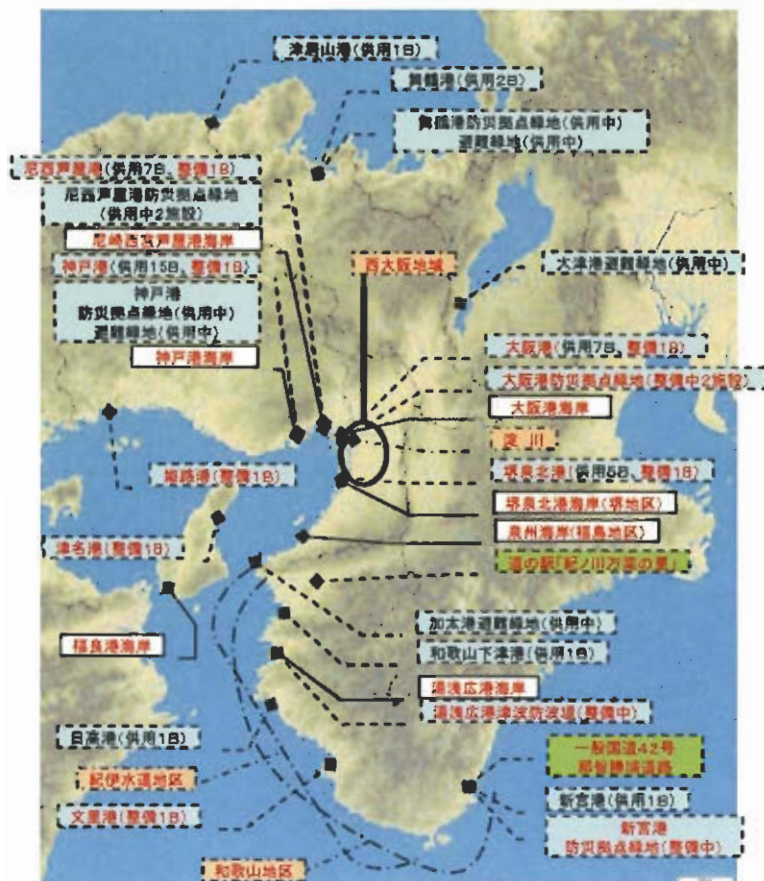 津居山港(供用1B)
舞鶴港(供用2B)
舞鶴港防災拠点緑地(供用中)
避難緑地(供用中)
尼西芦屋港(供用7B、整備1B)
尼西芦屋港防災拠点緑地
(供用中2施設)
尼崎西宮芦屋港海岸
神戸港(供用15B、整備1B)
神戸港
防災拠点緑地(供用中)
避難緑地(供用中)
神戸港海岸
西大阪地域
大津港避難緑地(供用中)
大阪港(供用7B、整備1B)
大阪港防災拠点緑地(整備中2施設)
大阪港海岸
淀川
堺泉北港(供用5B、整備1B)
堺泉北港海岸(堺地区)
泉州海岸(福島地区)
道の駅「紀ノ川万葉の里」
姫路港(整備1B)
津名港(整備1B)
福良港海岸
加太港避難緑地(供用中)
和歌山下津港(供用1B)
湯浅広港海岸
湯浅広港津波防波堤(整備中)
日高港(供用1B)
紀伊水道地区
文里港(整備1B)
和歌山地区
一般国道42号
那智勝浦道路
新宮港(供用1B)
新宮港
防災拠点緑地(整備中)